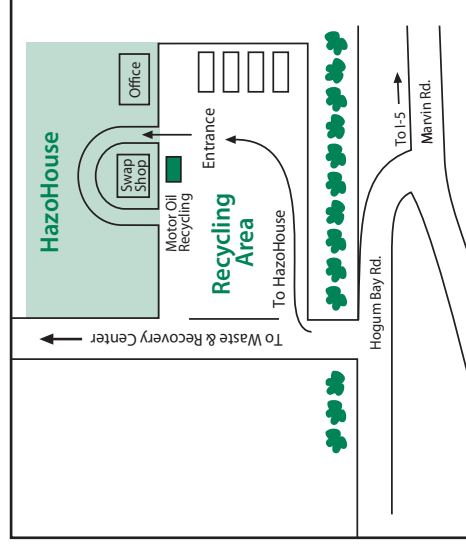 HazoHouse
Office
Swap
Shop
Motor Oil
Recycling
Entrance
Recycling
Area
To HazoHouse
To Waste & Recovery Center
Hogum Bay Rd.
To I-5
Marvin Rd.